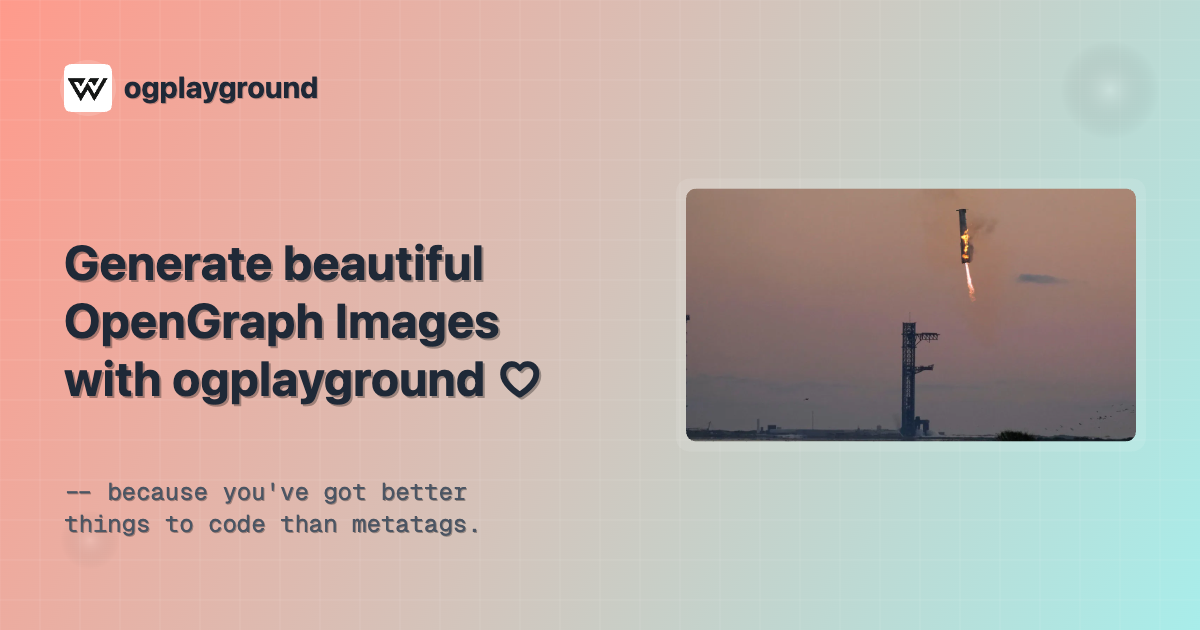 ogplayground
Generate beautiful
OpenGraph Images
with ogplayground ♡
-- because you've got better
things to code than metatags.